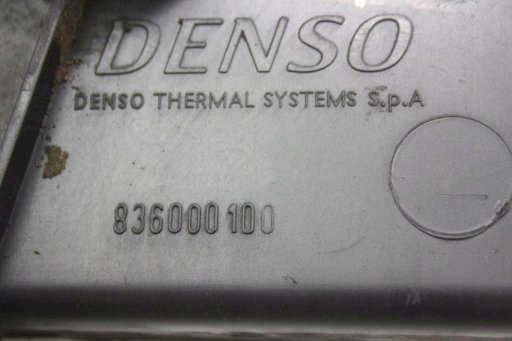 DENSO
DENSO THERMAL SYSTEMS S.p.A
836000100